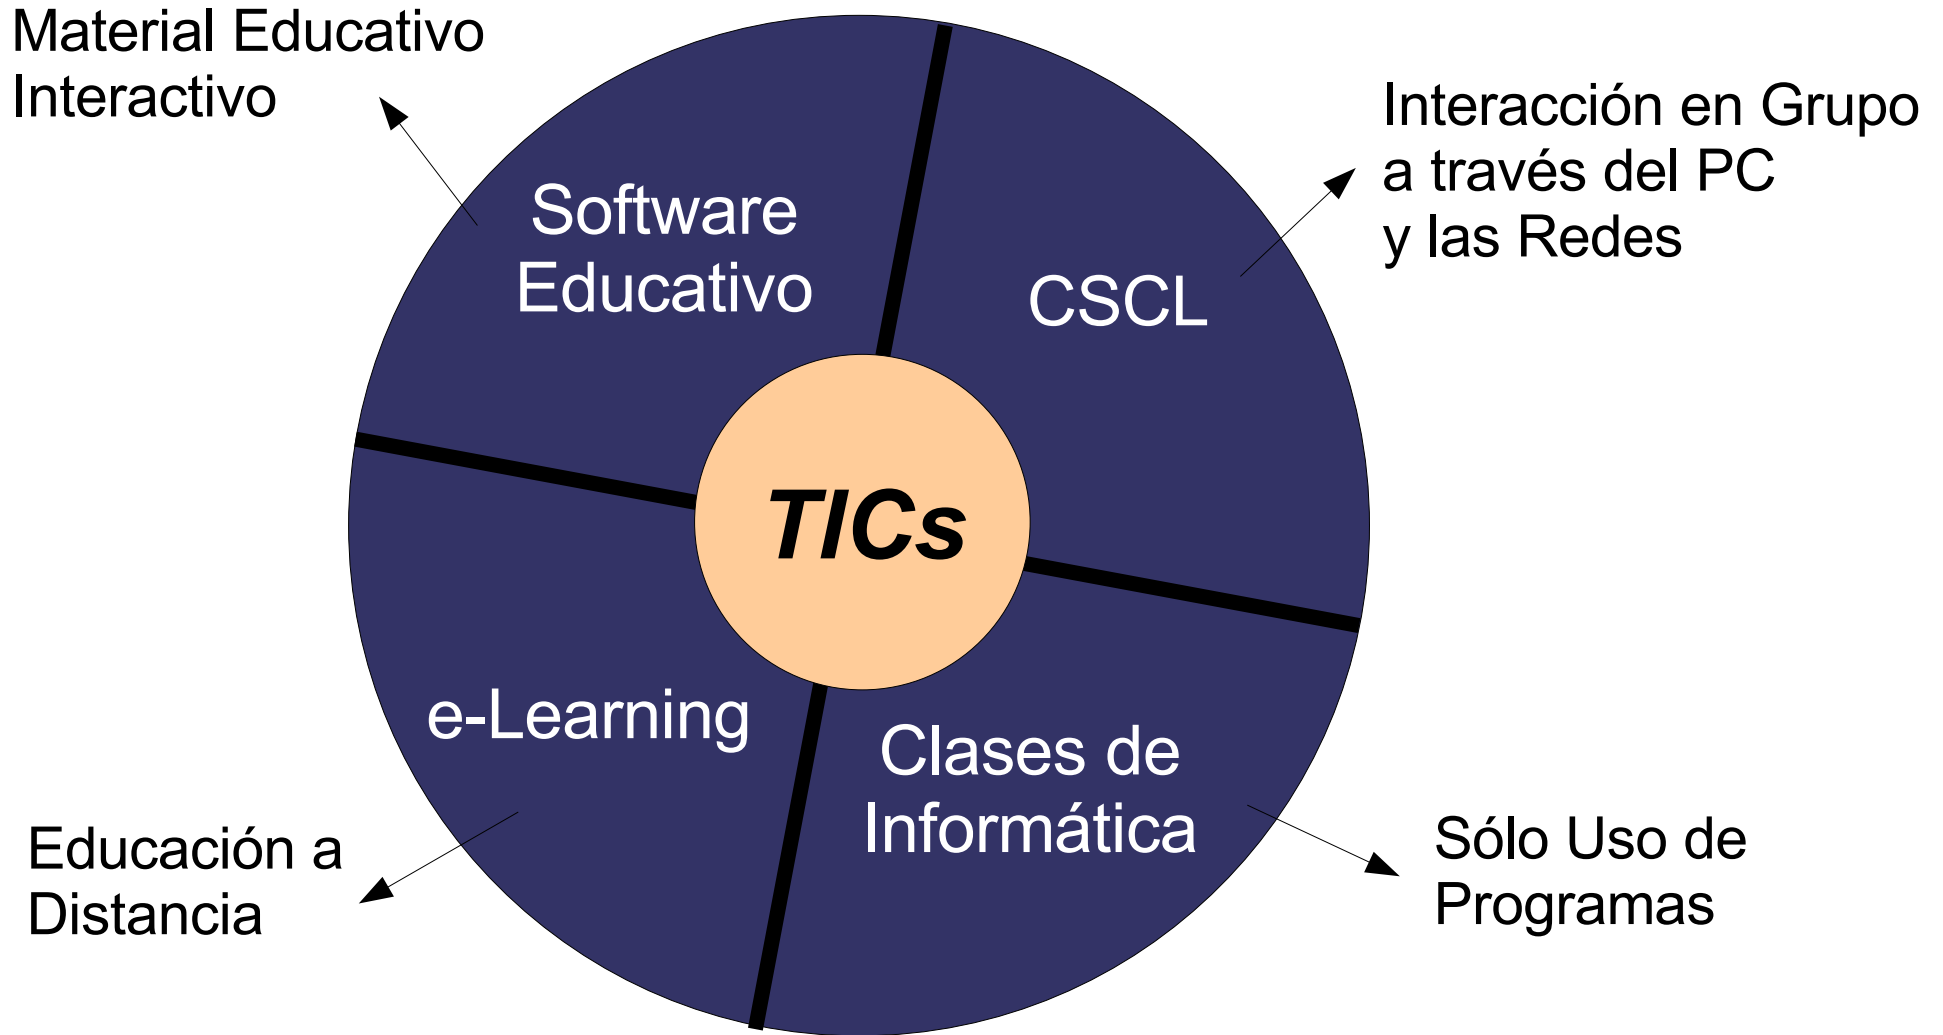 Material Educativo
Interactivo
Software
Educativo
Interacción en Grupo
a través del PC
y las Redes
CSCL
TICs
e-Learning
Educación a
Distancia
Clases de
Informática
Sólo Uso de
Programas